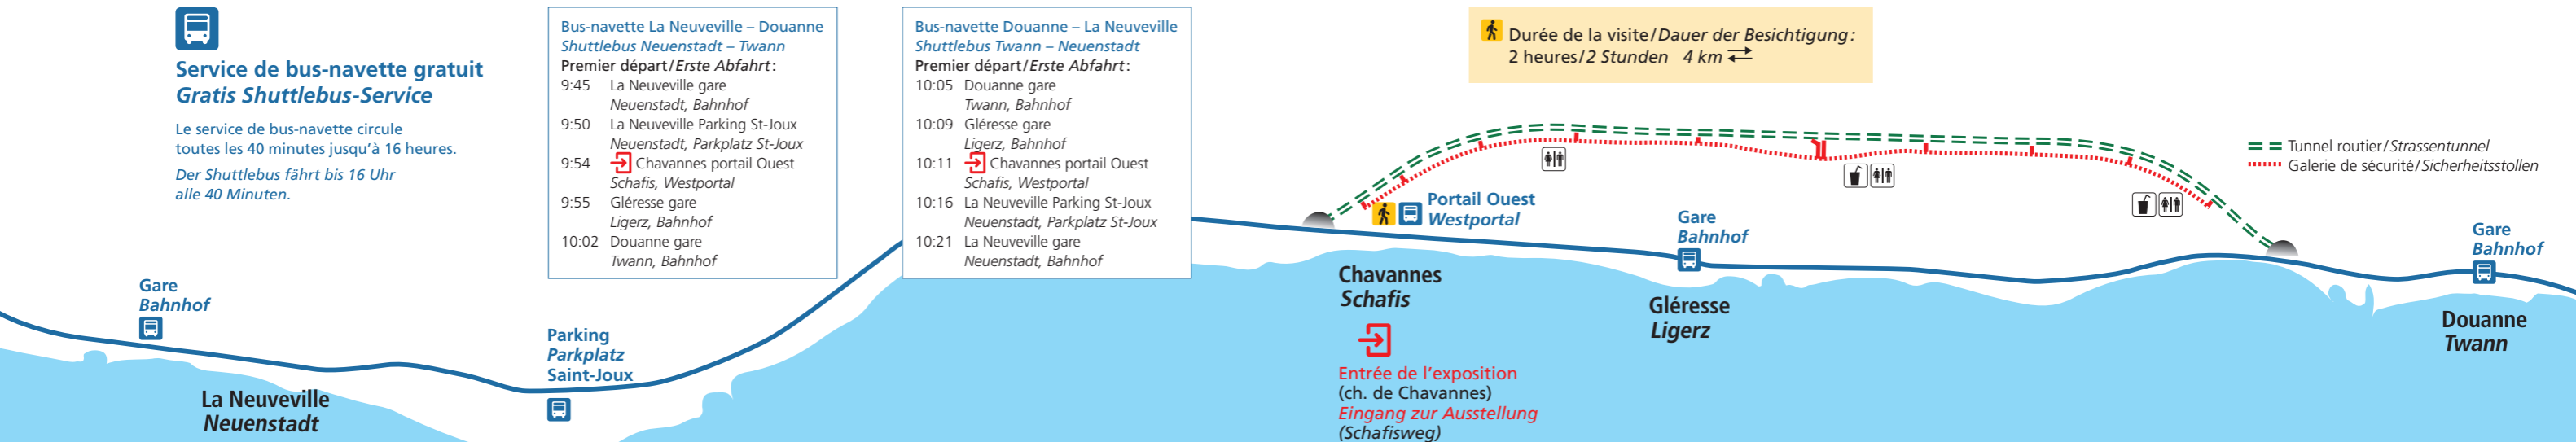 Service de bus-navette gratuit
Gratis Shuttlebus-Service
Le service de bus-navette circule
toutes les 40 minutes jusqu'à 16 heures.
Der Shuttlebus fährt bis 16 Uhr
alle 40 Minuten.
Bus-navette La Neuveville – Douanne
Shuttlebus Neuenstadt – Twann
Premier départ/Erste Abfahrt:
9:45 La Neuveville gare
Neuenstadt, Bahnhof
9:50 La Neuveville Parking St-Joux
Neuenstadt, Parkplatz St-Joux
9:54 Chavannes portail Ouest
Schafis, Westportal
9:55 Gléresse gare
Ligerz, Bahnhof
10:02 Douanne gare
Twann, Bahnhof
Bus-navette Douanne – La Neuveville
Shuttlebus Twann – Neuenstadt
Premier départ/Erste Abfahrt:
10:05 Douanne gare
Twann, Bahnhof
10:09 Gléresse gare
Ligerz, Bahnhof
10:11 Chavannes portail Ouest
Schafis, Westportal
10:16 La Neuveville Parking St-Joux
Neuenstadt, Parkplatz St-Joux
10:21 La Neuveville gare
Neuenstadt, Bahnhof
Durée de la visite/Dauer der Besichtigung:
2 heures/2 Stunden 4 km
Tunnel routier/Strassentunnel
Galerie de sécurité/Sicherheitsstollen
Gare
Bahnhof
La Neuveville
Neuenstadt
Parking
Parkplatz
Saint-Joux
Portail Ouest
Westportal
Chavannes
Schafis
Entrée de l'exposition
(ch. de Chavannes)
Eingang zur Ausstellung
(Schafisweg)
Gare
Bahnhof
Gléresse
Ligerz
Gare
Bahnhof
Douanne
Twann